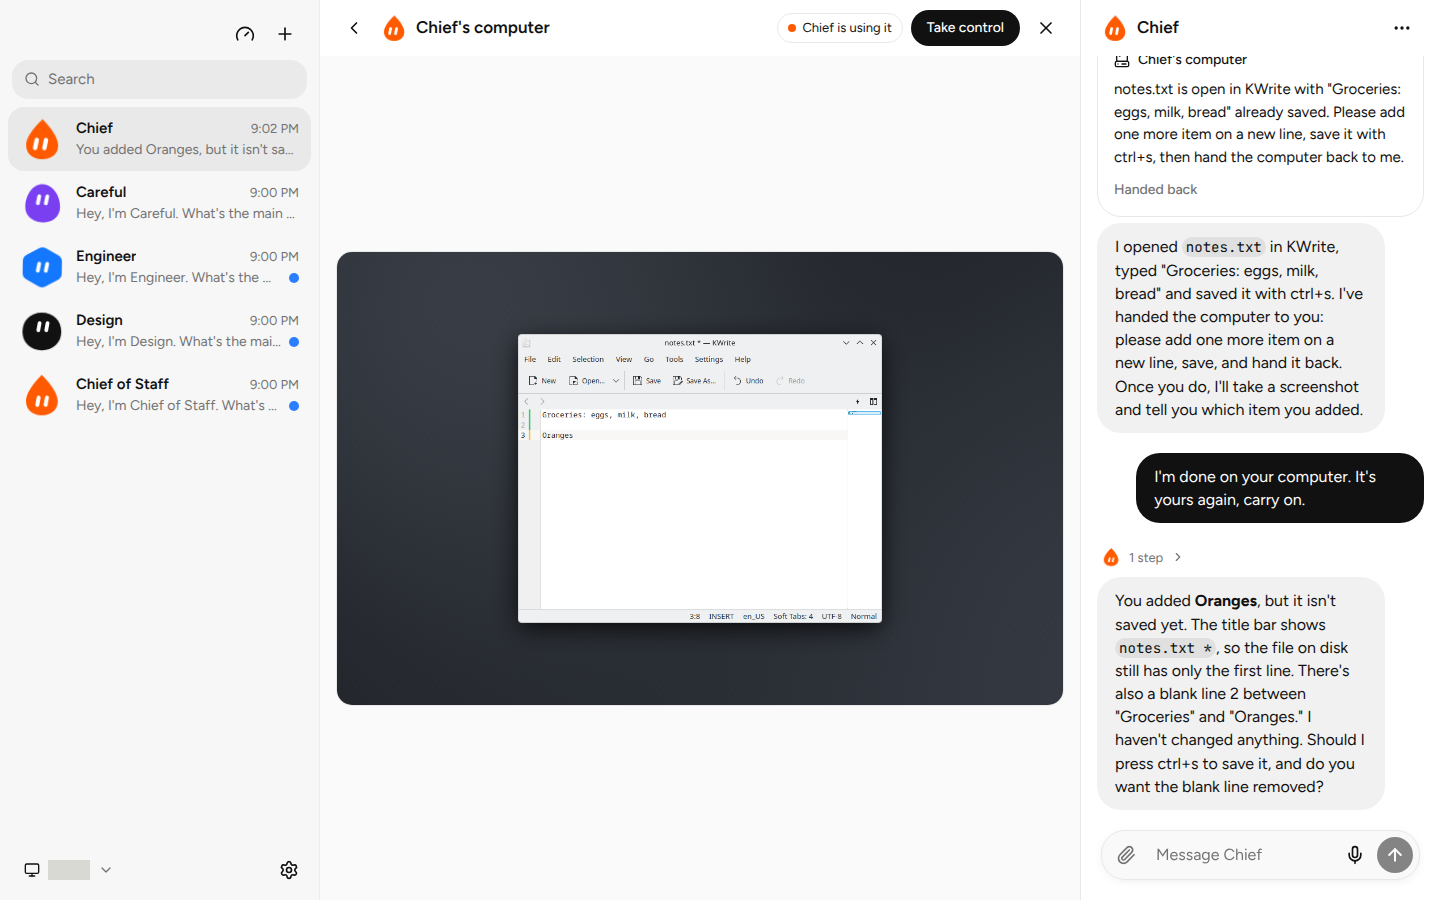 Search
Chief 9:02 PM
You added Oranges, but it isn't sa...
Careful 9:00 PM
Hey, I'm Careful. What's the main ...
Engineer 9:00 PM
Hey, I'm Engineer. What's the ...
Design 9:00 PM
Hey, I'm Design. What's the mai...
Chief of Staff 9:00 PM
Hey, I'm Chief of Staff. What's ...
Chief's computer
Chief is using it
Take control
notes.txt * — KWrite
File Edit Selection View Go Tools Settings Help
New Open... Save Save As... Undo Redo
1 Groceries: eggs, milk, bread
2
3 Oranges
3:8 INSERT en_US Soft Tabs: 4 UTF-8 Normal
Chief
Chief's computer
notes.txt is open in KWrite with "Groceries:
eggs, milk, bread" already saved. Please add
one more item on a new line, save it with
ctrl+s, then hand the computer back to me.
Handed back
I opened notes.txt in KWrite,
typed "Groceries: eggs, milk,
bread" and saved it with ctrl+s. I've
handed the computer to you:
please add one more item on a
new line, save, and hand it back.
Once you do, I'll take a screenshot
and tell you which item you added.
I'm done on your computer. It's
yours again, carry on.
1 step
You added Oranges, but it isn't
saved yet. The title bar shows
notes.txt *, so the file on disk
still has only the first line. There's
also a blank line 2 between
"Groceries" and "Oranges." I
haven't changed anything. Should I
press ctrl+s to save it, and do you
want the blank line removed?
Message Chief